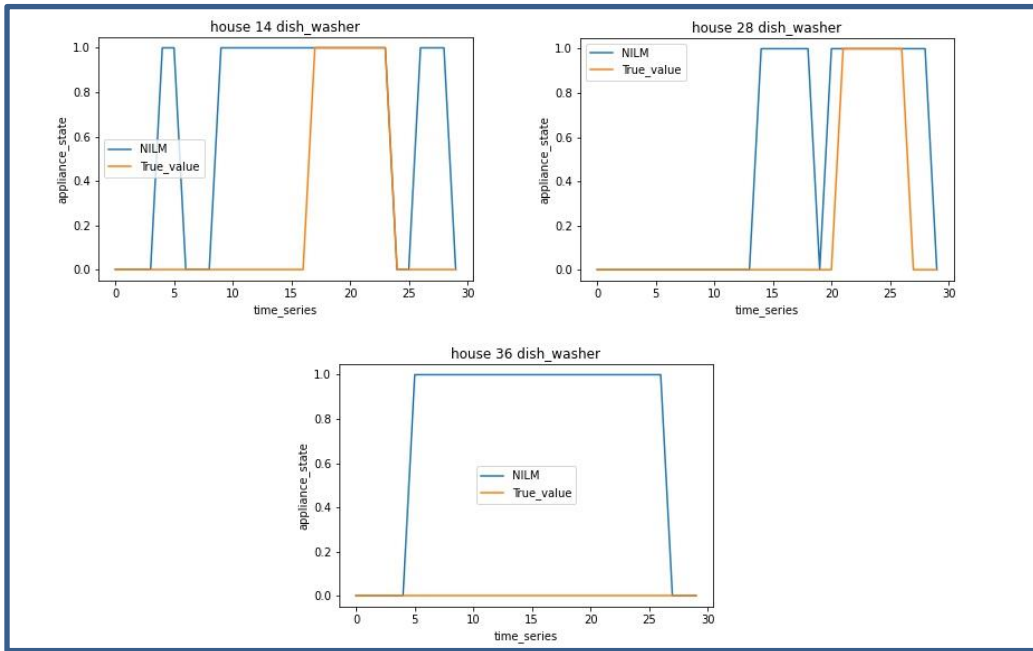 house 14 dish_washer
1.0
0.8
0.6
0.4
0.2
0.0
appliance_state
NILM
True_value
0 5 10 15 20 25 30
time_series
house 28 dish_washer
1.0
0.8
0.6
0.4
0.2
0.0
appliance_state
NILM
True_value
0 5 10 15 20 25 30
time_series
house 36 dish_washer
1.0
0.8
0.6
0.4
0.2
0.0
appliance_state
NILM
True_value
0 5 10 15 20 25 30
time_series